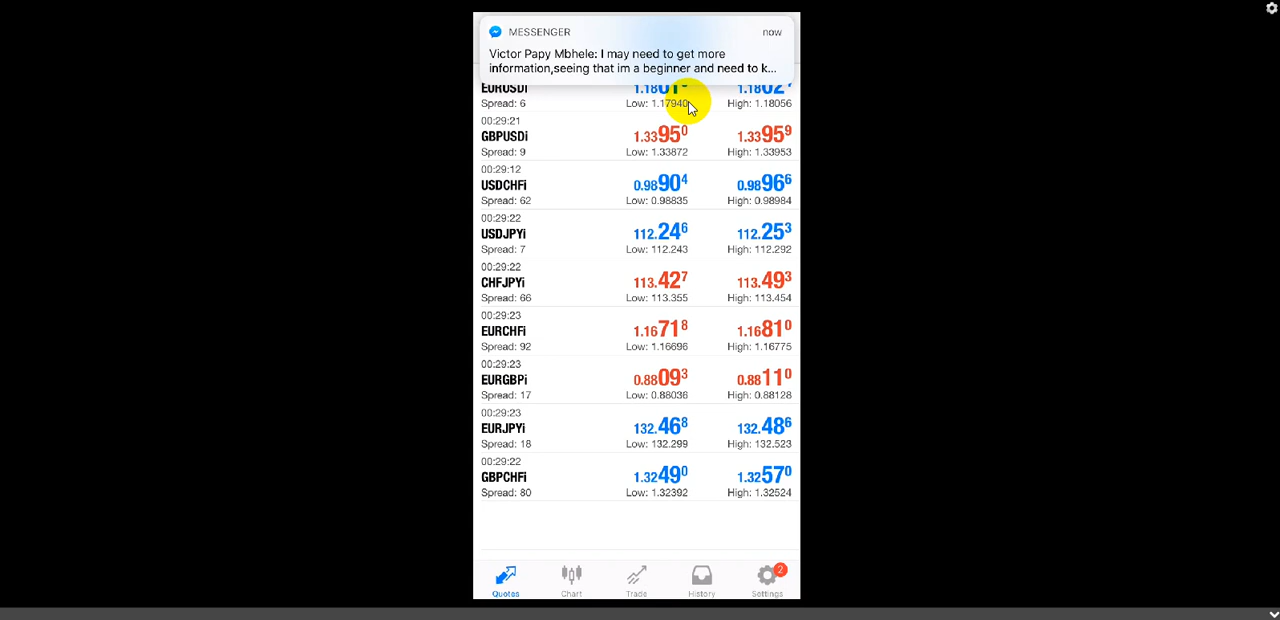 MESSENGER now
Victor Papy Mbhele: I may need to get more
information,seeing that im a beginner and need to k...
EURUSDi 1.1801 1.1802
Spread: 6 Low: 1.17940 High: 1.18056
00:29:21
GBPUSDi 1.33950 1.33959
Spread: 9 Low: 1.33872 High: 1.33953
00:29:12
USDCHFi 0.98904 0.98966
Spread: 62 Low: 0.98835 High: 0.98984
00:29:22
USDJPYi 112.246 112.253
Spread: 7 Low: 112.243 High: 112.292
00:29:22
CHFJPYi 113.427 113.493
Spread: 66 Low: 113.355 High: 113.454
00:29:23
EURCHFi 1.16718 1.16810
Spread: 92 Low: 1.16696 High: 1.16775
00:29:23
EURGBPi 0.88093 0.88110
Spread: 17 Low: 0.88036 High: 0.88128
00:29:23
EURJPYi 132.468 132.486
Spread: 18 Low: 132.299 High: 132.523
00:29:22
GBPCHFi 1.32490 1.32570
Spread: 80 Low: 1.32392 High: 1.32524
2
Quotes Chart Trade History Settings